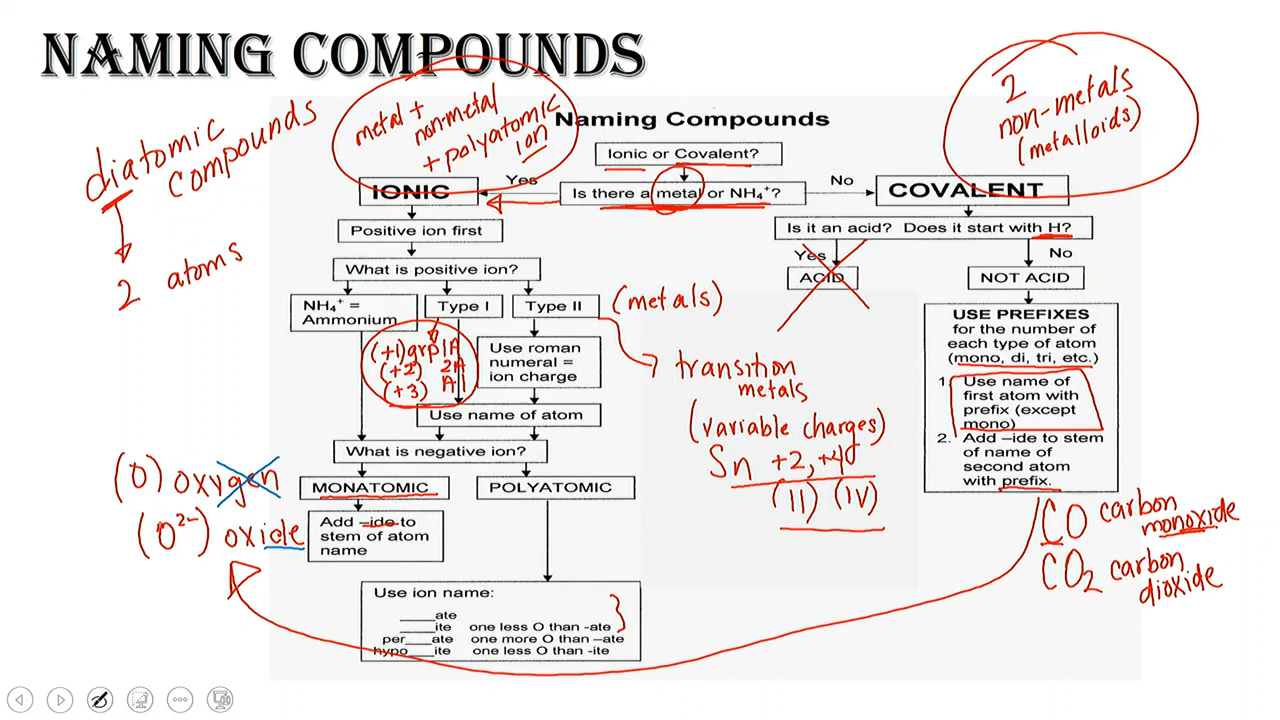 NAMING COMPOUNDS
diatomic
compounds
2 atoms
metal +
non-metal
+ polyatomic
ion
2
non-metals
(metalloids)
Naming Compounds
Ionic or Covalent?
Is there a metal or NH₄⁺?
Yes
No
IONIC
COVALENT
Positive ion first
What is positive ion?
NH₄⁺ =
Ammonium
Type I
Type II
(metals)
(+1) grp 1A
(+2) 2A
(+3) Al
Use roman
numeral =
ion charge
transition
metals
(variable charges)
Sn +2, +4
(II) (IV)
Use name of atom
What is negative ion?
MONATOMIC
POLYATOMIC
Add –ide to
stem of atom
name
(O) oxygen
(O²⁻) oxide
Use ion name:
____ate
____ite one less O than -ate
per___ate one more O than –ate
hypo___ite one less O than -ite
Is it an acid? Does it start with H?
Yes
No
ACID
NOT ACID
USE PREFIXES
for the number of
each type of atom
(mono, di, tri, etc.)
1. Use name of
first atom with
prefix (except
mono)
2. Add –ide to stem
of name of
second atom
with prefix.
CO carbon
monoxide
CO₂ carbon
dioxide